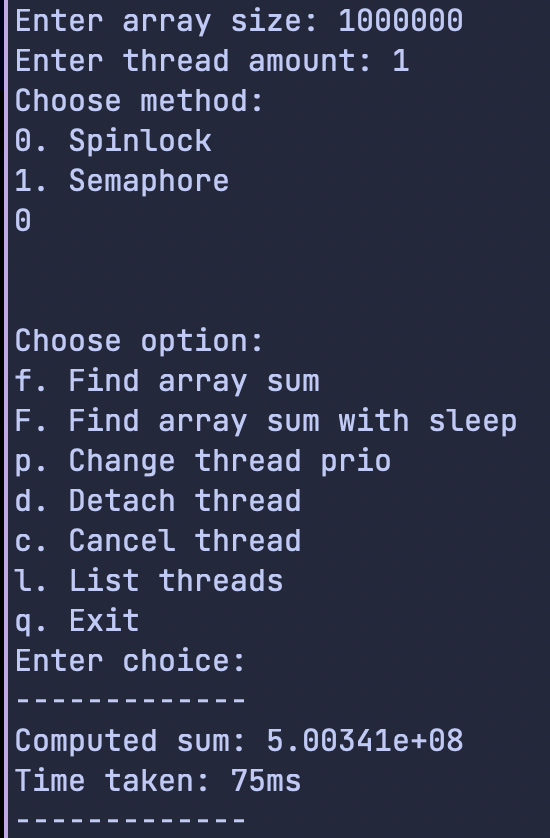 Enter array size: 1000000
Enter thread amount: 1
Choose method:
0. Spinlock
1. Semaphore
0
Choose option:
f. Find array sum
F. Find array sum with sleep
p. Change thread prio
d. Detach thread
c. Cancel thread
l. List threads
q. Exit
Enter choice:
-------------
Computed sum: 5.00341e+08
Time taken: 75ms
-------------